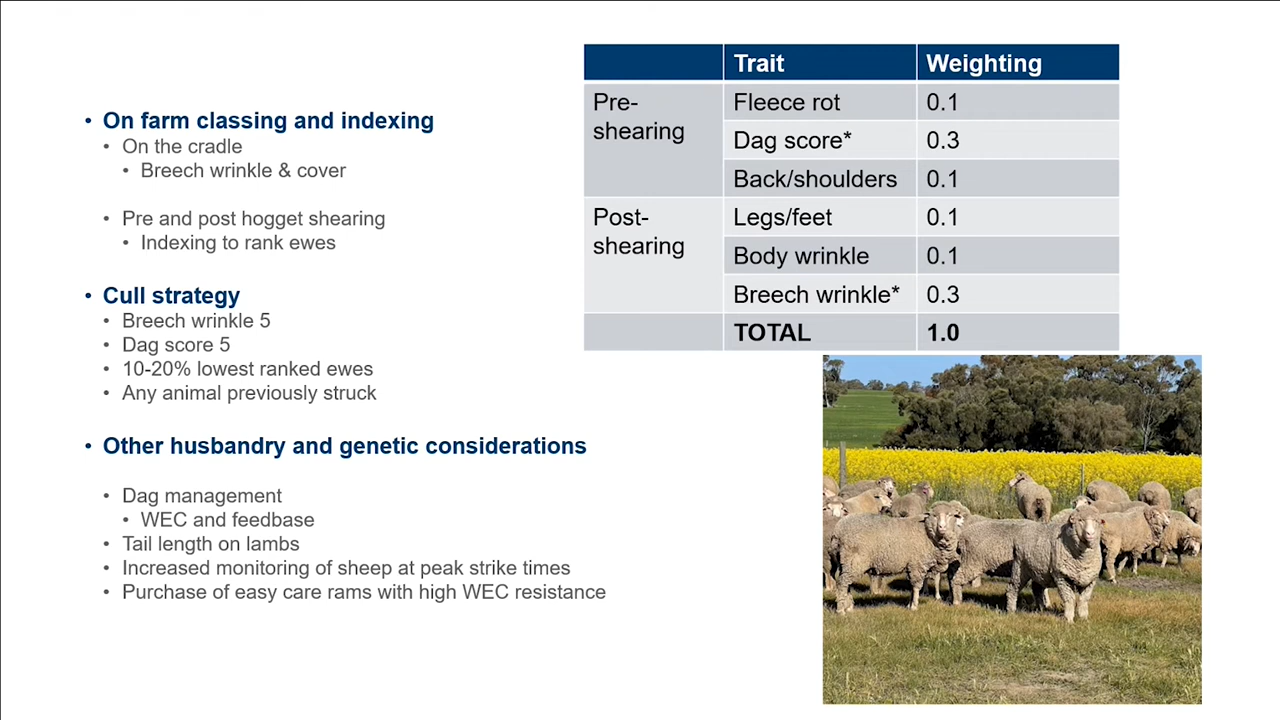 • On farm classing and indexing
• On the cradle
• Breech wrinkle & cover
• Pre and post hogget shearing
• Indexing to rank ewes
• Cull strategy
• Breech wrinkle 5
• Dag score 5
• 10-20% lowest ranked ewes
• Any animal previously struck
• Other husbandry and genetic considerations
• Dag management
• WEC and feedbase
• Tail length on lambs
• Increased monitoring of sheep at peak strike times
• Purchase of easy care rams with high WEC resistance
Trait Weighting
Pre-
shearing
Fleece rot 0.1
Dag score* 0.3
Back/shoulders 0.1
Post-
shearing
Legs/feet 0.1
Body wrinkle 0.1
Breech wrinkle* 0.3
TOTAL 1.0